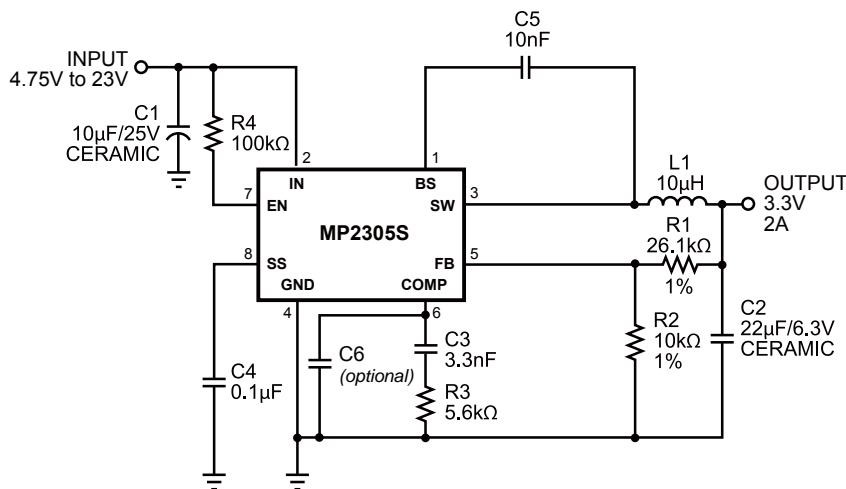 C5
10nF
INPUT
4.75V to 23V
C1
10µF/25V
CERAMIC
R4
100kΩ
2
1
IN
BS
L1
10µH
OUTPUT
3.3V
2A
7
EN
SW
3
MP2305S
R1
26.1kΩ
1%
8
SS
FB
5
GND
COMP
4
6
C4
0.1µF
C6
(optional)
C3
3.3nF
R3
5.6kΩ
R2
10kΩ
1%
C2
22µF/6.3V
CERAMIC